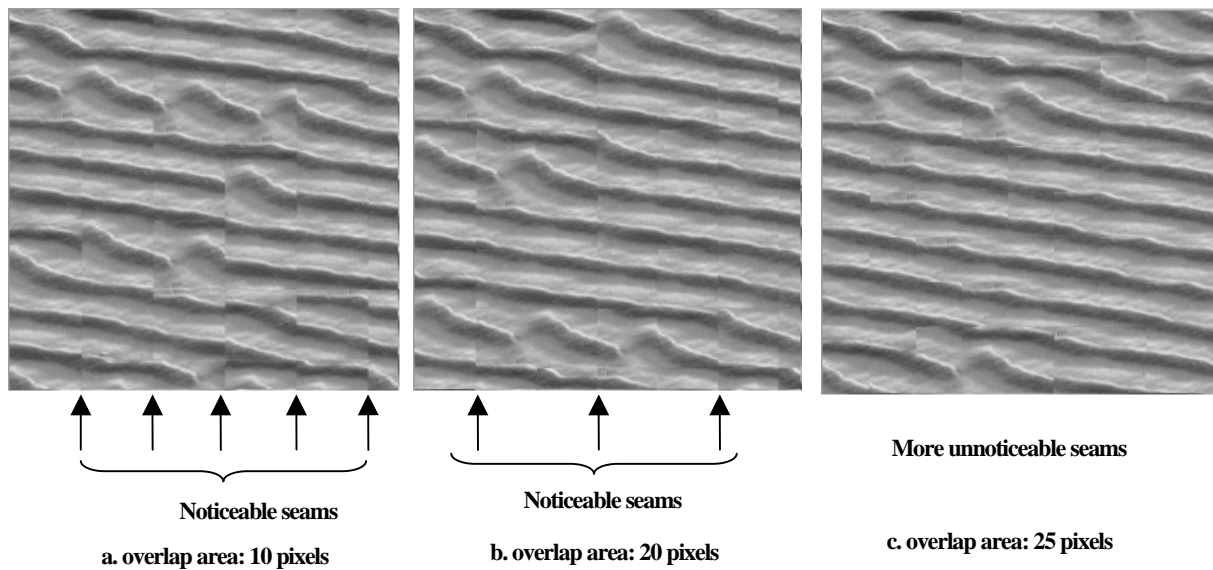 Noticeable seams
a. overlap area: 10 pixels
Noticeable seams
b. overlap area: 20 pixels
More unnoticeable seams
c. overlap area: 25 pixels